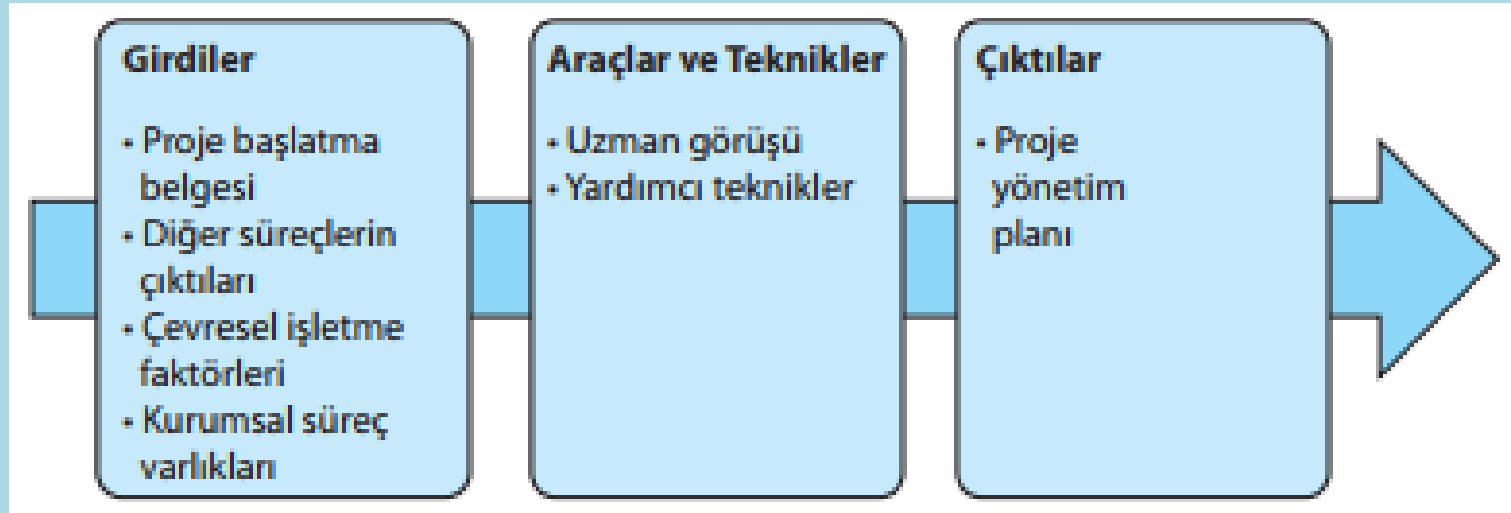 Girdiler
• Proje başlatma
belgesi
• Diğer süreçlerin
çıktıları
• Çevresel işletme
faktörleri
• Kurumsal süreç
varlıkları
Araçlar ve Teknikler
• Uzman görüşü
• Yardımcı teknikler
Çıktılar
• Proje
yönetim
planı